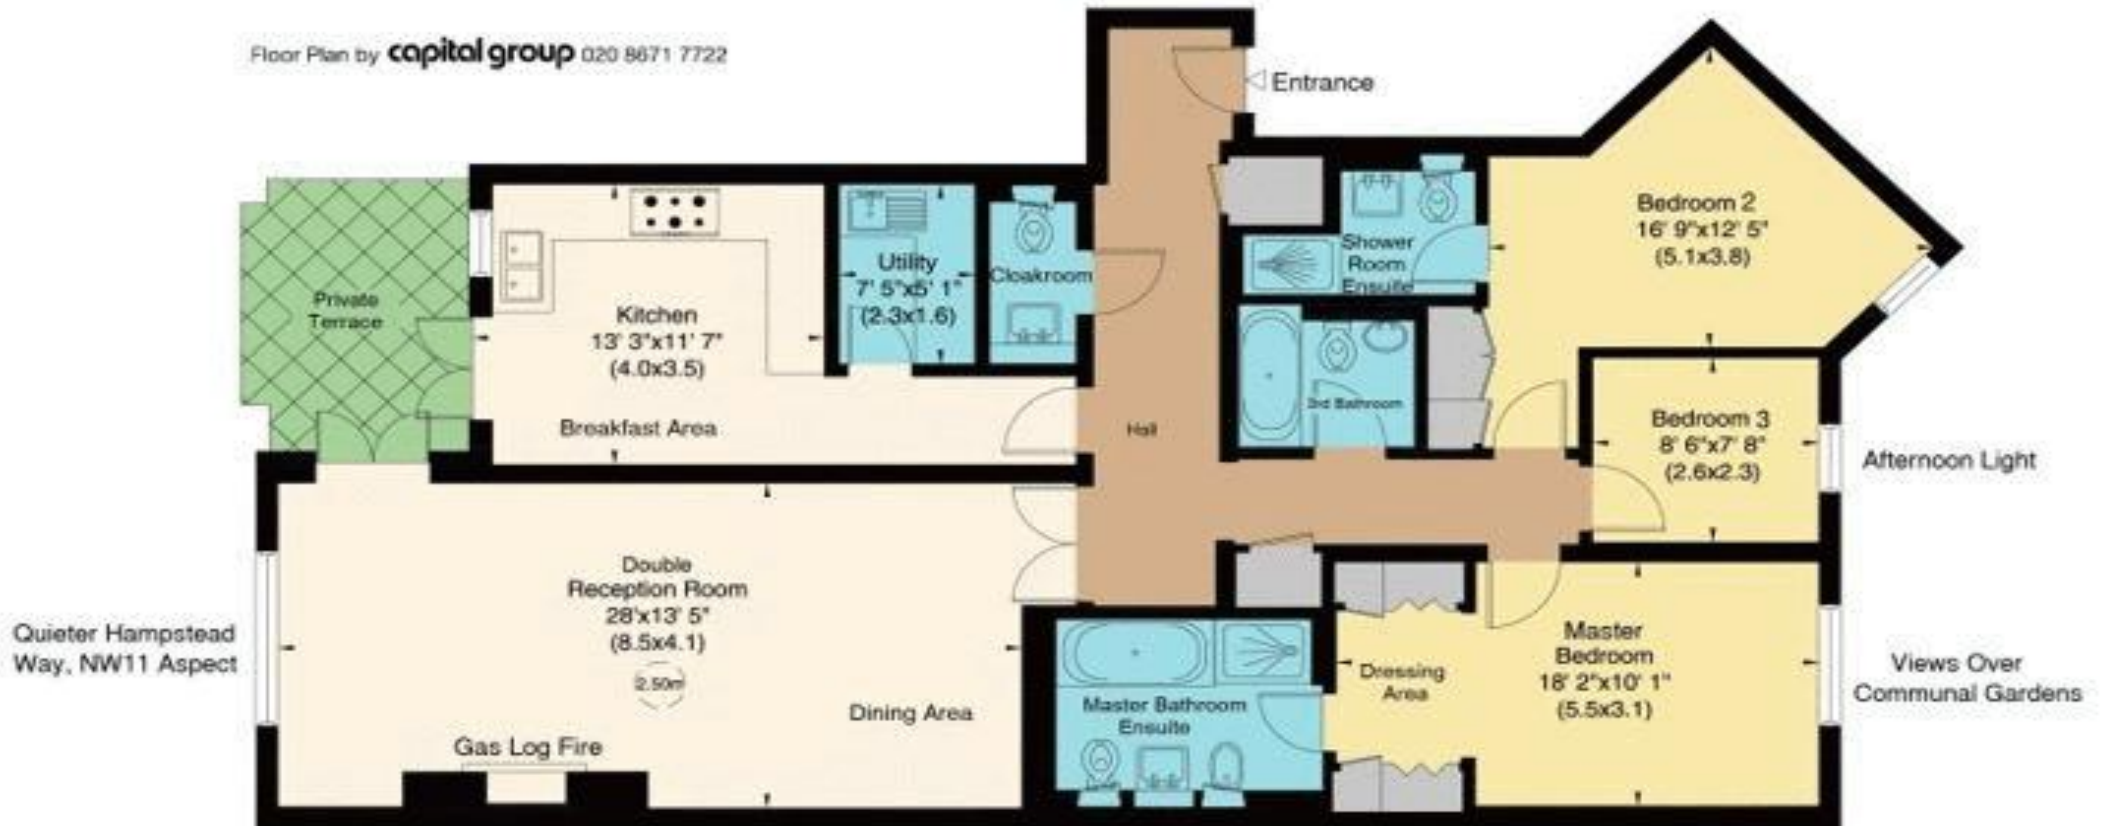 Floor Plan by capital group 020 8671 7722
Entrance
Bedroom 2
16' 9"x12' 5"
(5.1x3.8)
Shower
Room
Ensuite
Utility
7' 5"x5' 1"
(2.3x1.6)
Cloakroom
Private
Terrace
Kitchen
13' 3"x11' 7"
(4.0x3.5)
Breakfast Area
Hall
3rd Bathroom
Bedroom 3
8' 6"x7' 8"
(2.6x2.3)
Afternoon Light
Double
Reception Room
28'x13' 5"
(8.5x4.1)
2.50m
Quieter Hampstead
Way, NW11 Aspect
Dining Area
Gas Log Fire
Master Bathroom
Ensuite
Dressing
Area
Master
Bedroom
18' 2"x10' 1"
(5.5x3.1)
Views Over
Communal Gardens